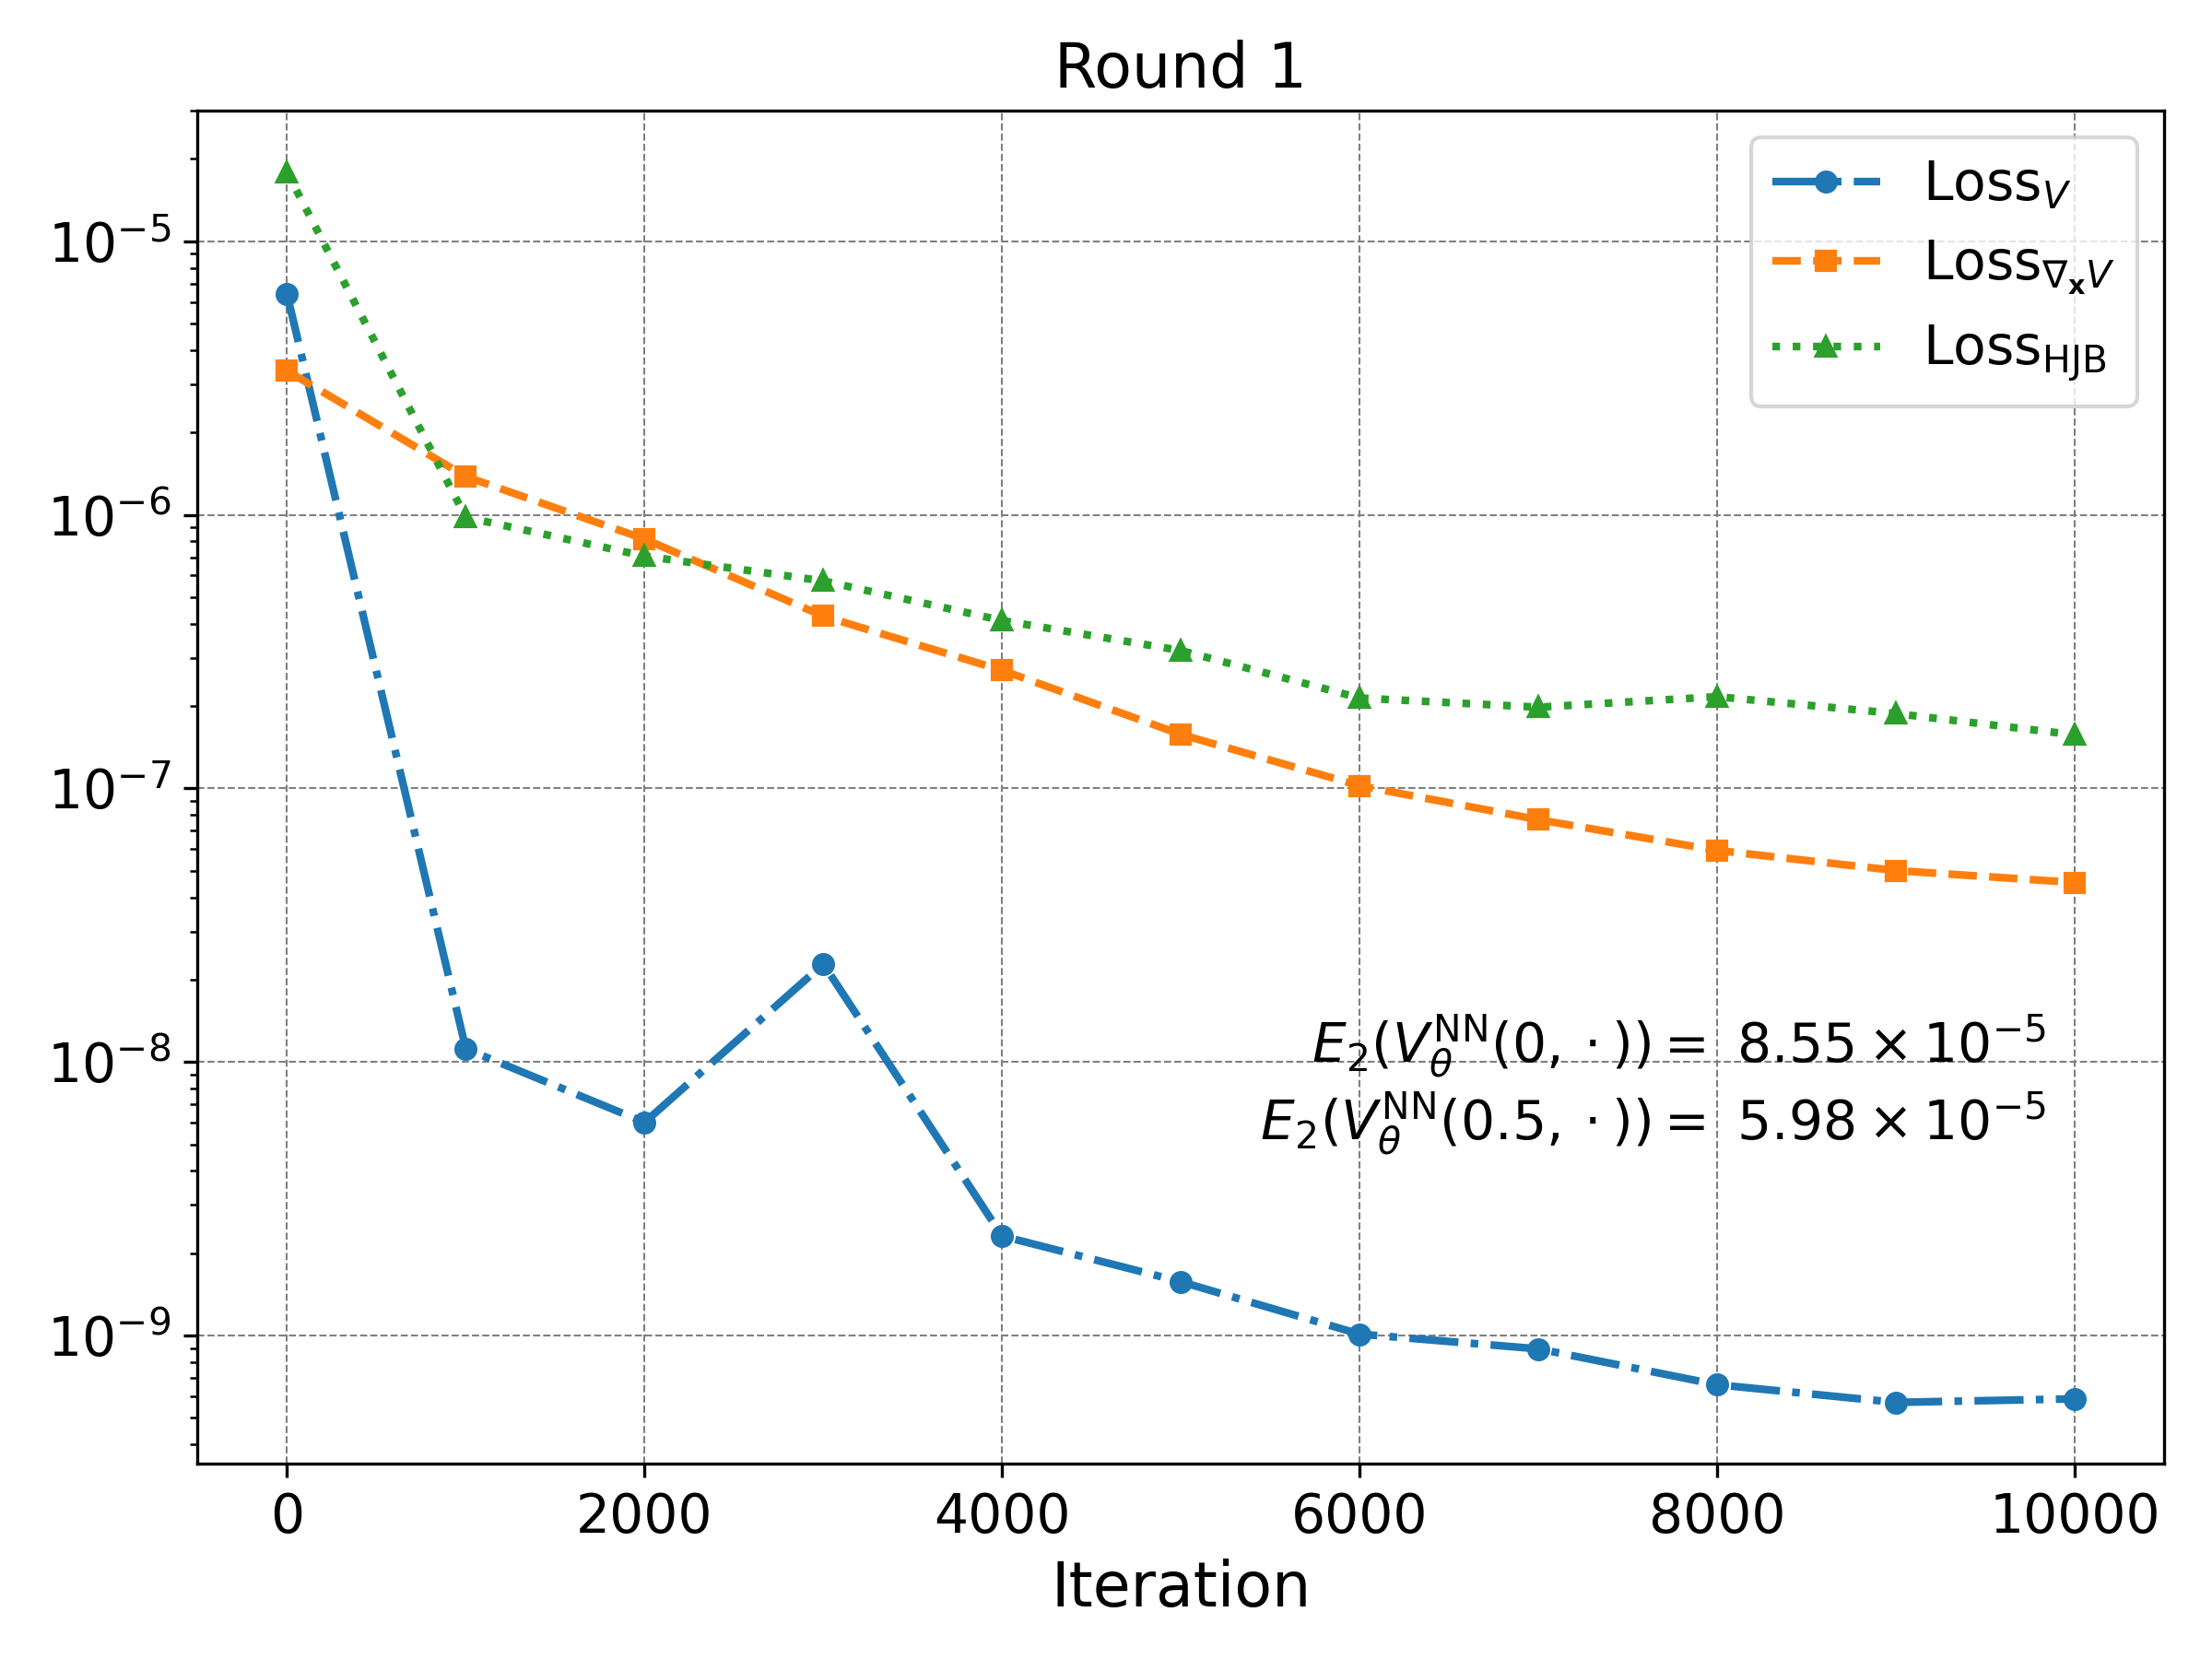 Round 1
10⁻⁵
10⁻⁶
10⁻⁷
10⁻⁸
10⁻⁹
Loss_V
Loss_{∇_𝐱 V}
Loss_HJB
E₂(V_θ^NN(0, ·)) = 8.55 × 10⁻⁵
E₂(V_θ^NN(0.5, ·)) = 5.98 × 10⁻⁵
0 2000 4000 6000 8000 10000
Iteration